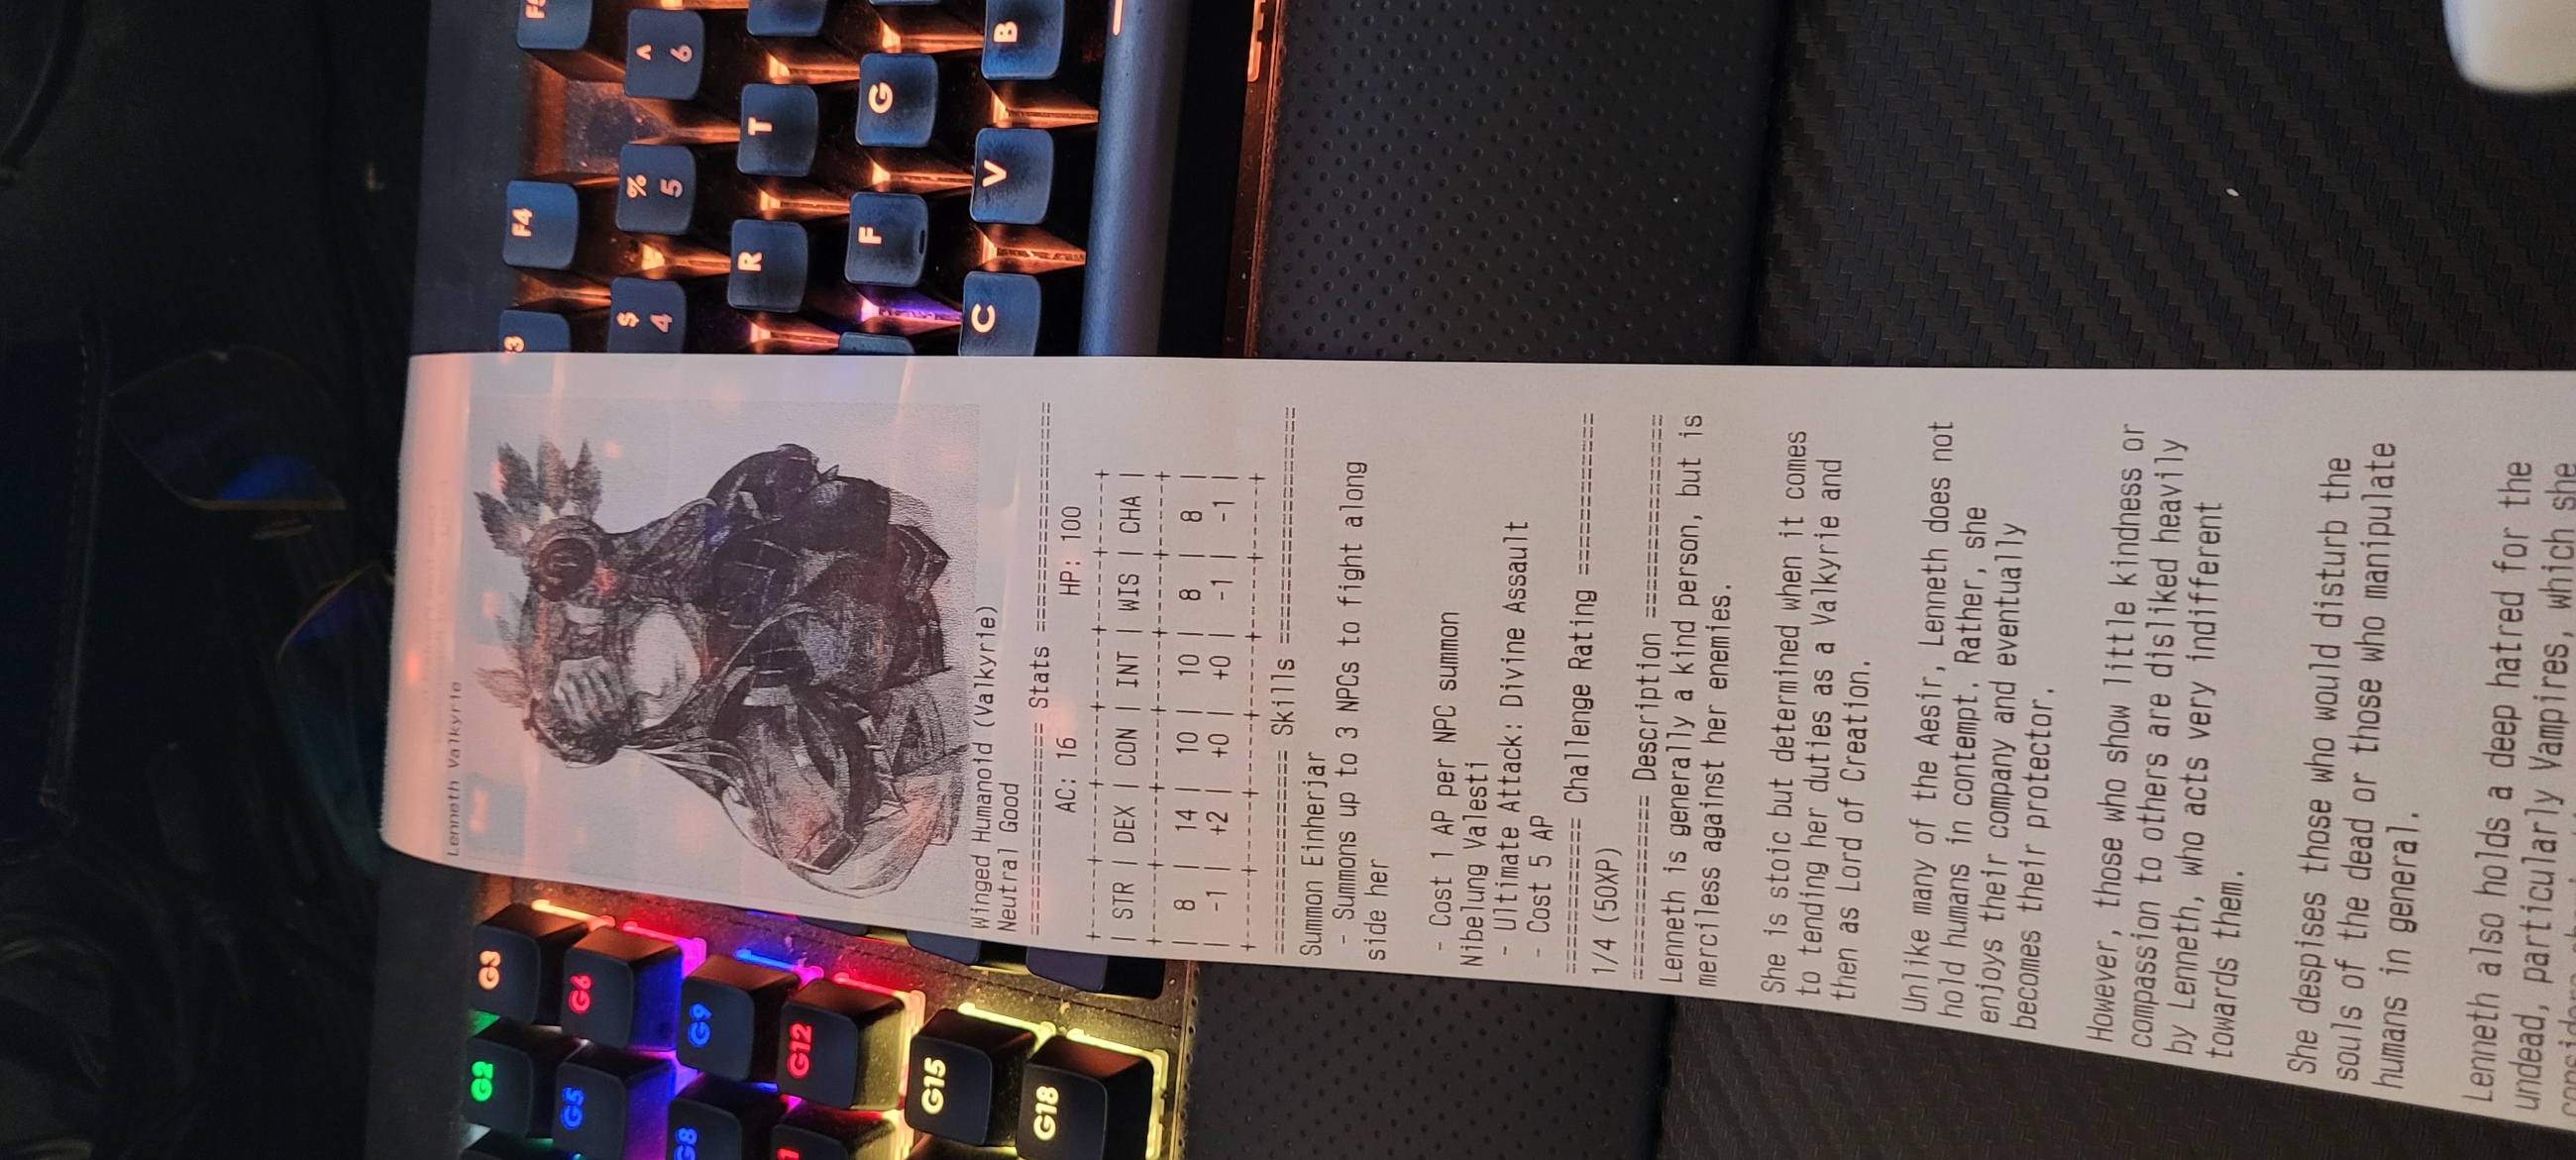 Lenneth Valkyrie
Winged Humanoid (Valkyrie)
Neutral Good
================ Stats ==================
AC: 16 HP: 100
+-----+-----+-----+-----+-----+-----+
| STR | DEX | CON | INT | WIS | CHA |
+-----+-----+-----+-----+-----+-----+
| 8 | 14 | 10 | 10 | 8 | 8 |
| -1 | +2 | +0 | +0 | -1 | -1 |
+-----+-----+-----+-----+-----+-----+
=============== Skills ==================
Summon Einherjar
- Summons up to 3 NPCs to fight along
side her
- Cost 1 AP per NPC summon
Nibelung Valesti
- Ultimate Attack: Divine Assault
- Cost 5 AP
============ Challenge Rating ============
1/4 (50XP)
============== Description ===============
Lenneth is generally a kind person, but is
merciless against her enemies.
She is stoic but determined when it comes
to tending her duties as a Valkyrie and
then as Lord of Creation.
Unlike many of the Aesir, Lenneth does not
hold humans in contempt. Rather, she
enjoys their company and eventually
becomes their protector.
However, those who show little kindness or
compassion to others are disliked heavily
by Lenneth, who acts very indifferent
towards them.
She despises those who would disturb the
souls of the dead or those who manipulate
humans in general.
Lenneth also holds a deep hatred for the
undead, particularly Vampires, which she
G2 G3
G5 G6
G8 G9
G12
G15
G18
F4
$ 4 % 5 ^ 6
R T
F G
C V B